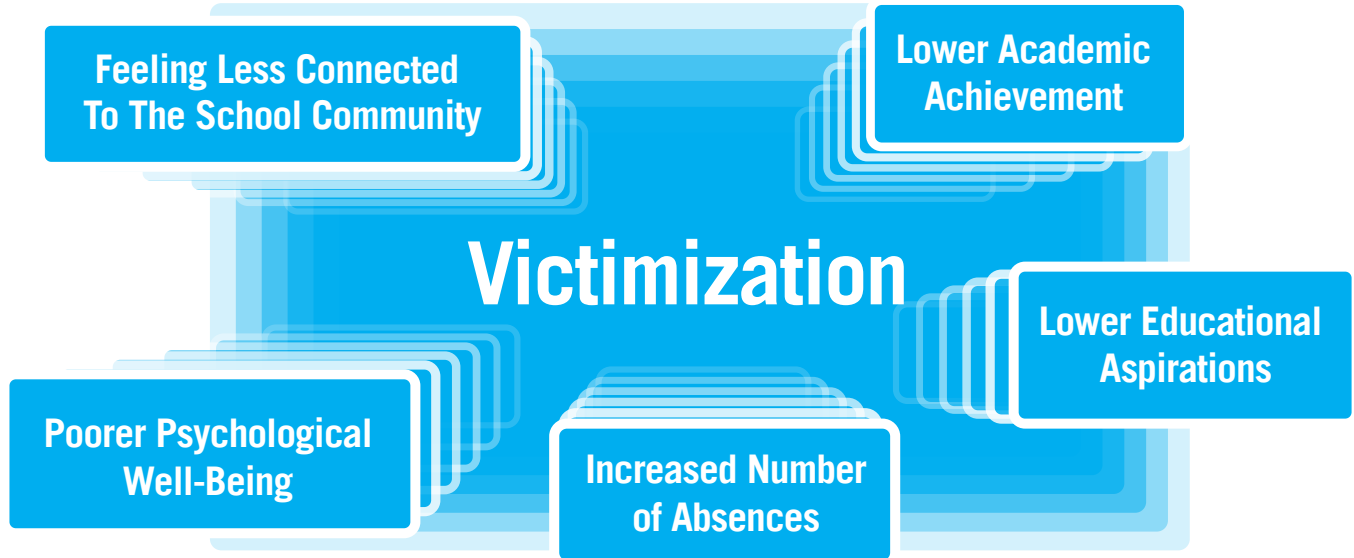 Feeling Less Connected
To The School Community
Lower Academic
Achievement
Victimization
Lower Educational
Aspirations
Poorer Psychological
Well-Being
Increased Number
of Absences